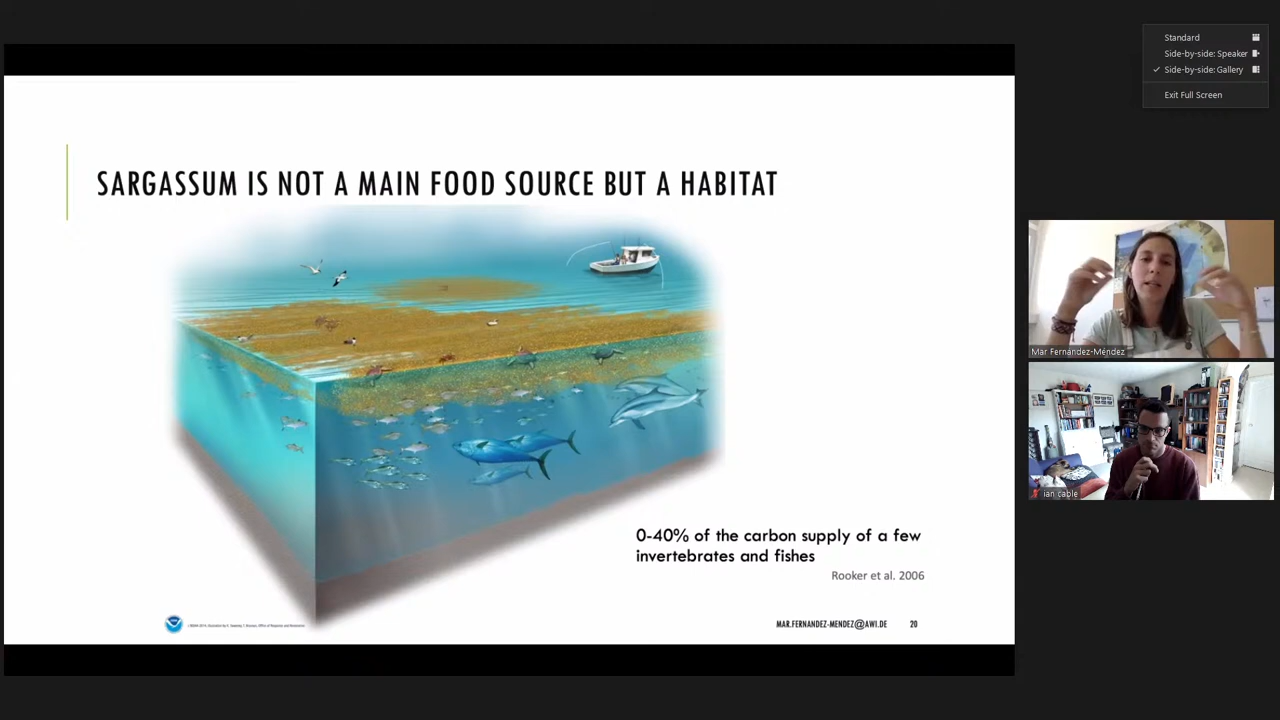 Standard
Side-by-side: Speaker
Side-by-side: Gallery
Exit Full Screen
SARGASSUM IS NOT A MAIN FOOD SOURCE BUT A HABITAT
0-40% of the carbon supply of a few
invertebrates and fishes
Rooker et al. 2006
MAR.FERNANDEZ-MENDEZ@AWI.DE 20
Mar Fernández-Méndez
ian cable